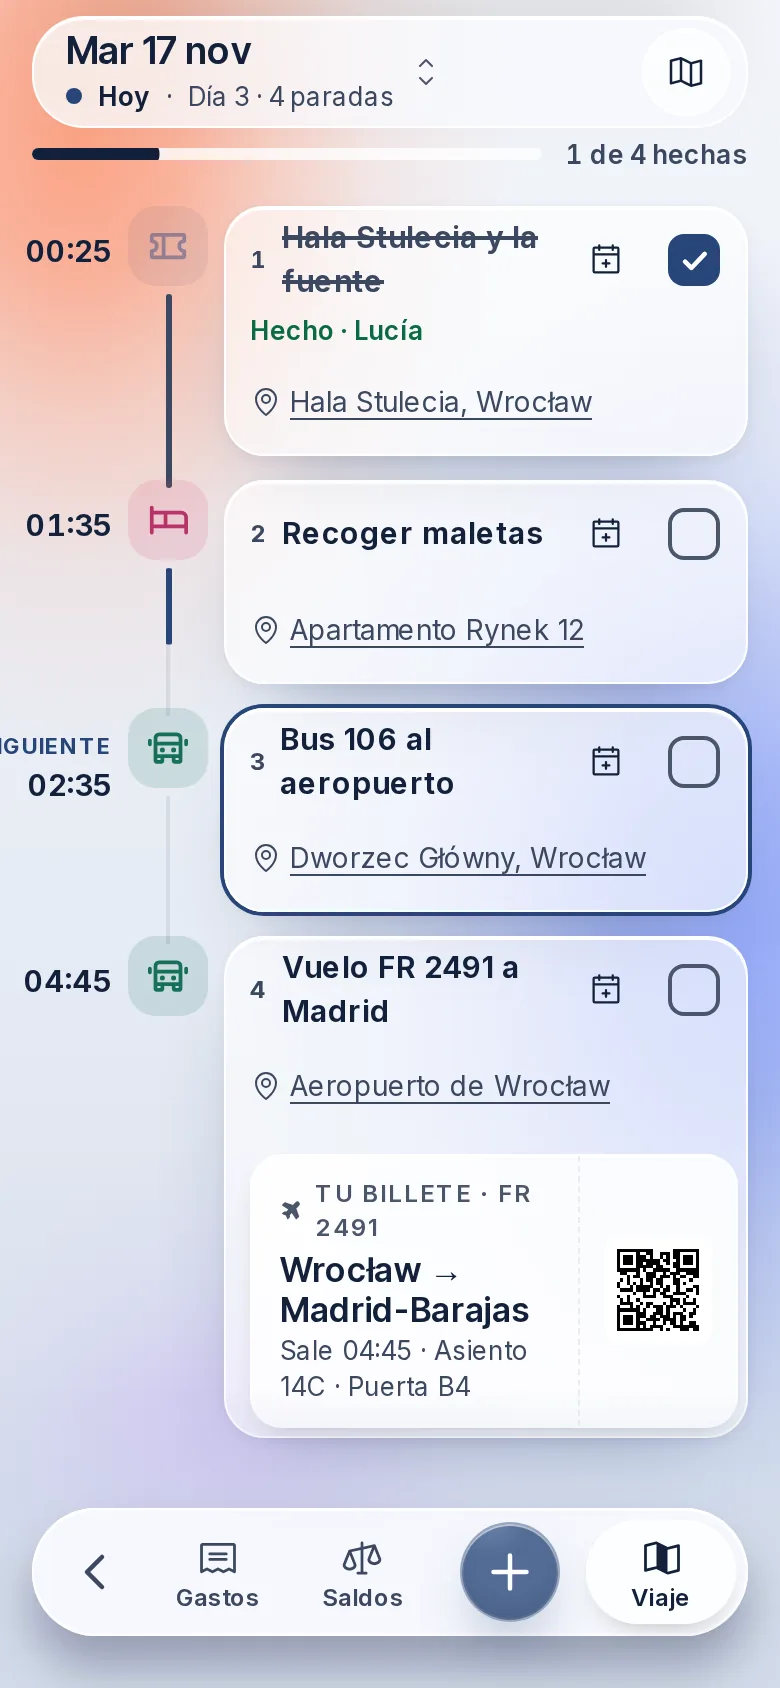 Mar 17 nov
Hoy · Día 3 · 4 paradas
1 de 4 hechas
00:25
1 Hala Stulecia y la
fuente
Hecho · Lucía
Hala Stulecia, Wrocław
01:35
2 Recoger maletas
Apartamento Rynek 12
IGUIENTE
02:35
3 Bus 106 al
aeropuerto
Dworzec Główny, Wrocław
04:45
4 Vuelo FR 2491 a
Madrid
Aeropuerto de Wrocław
TU BILLETE · FR
2491
Wrocław →
Madrid-Barajas
Sale 04:45 · Asiento
14C · Puerta B4
Gastos
Saldos
Viaje